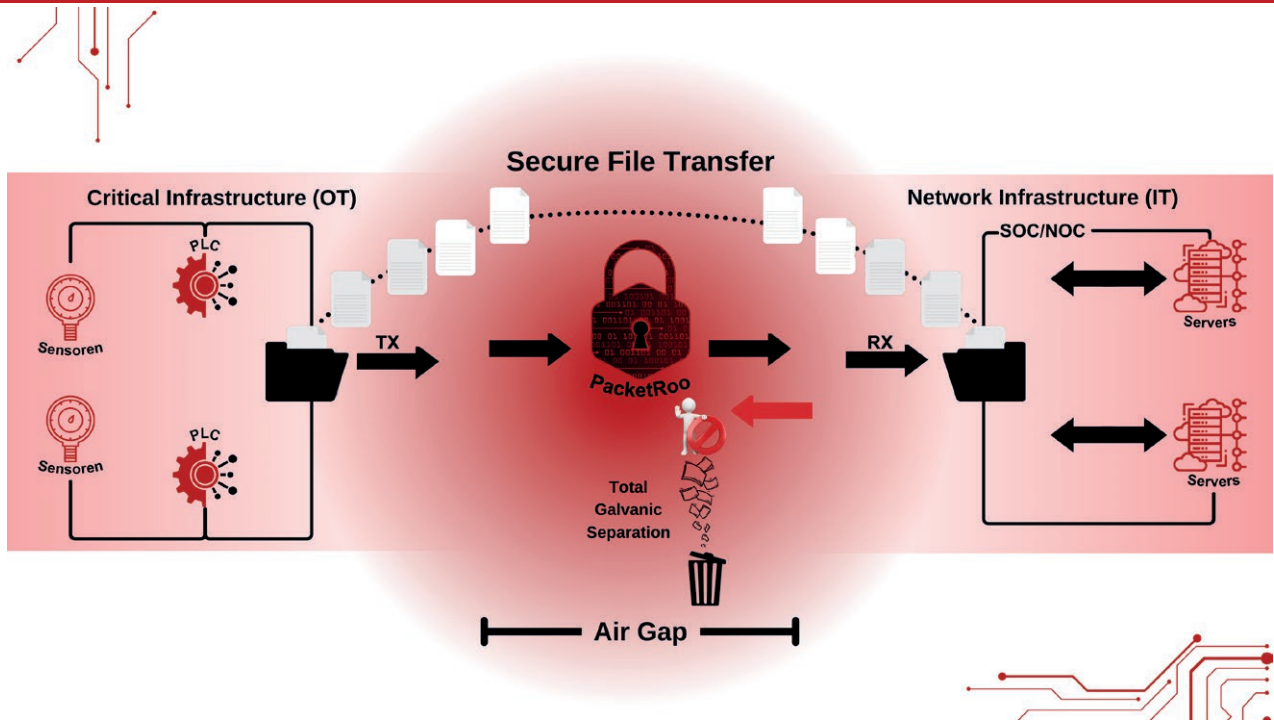 Secure File Transfer
Critical Infrastructure (OT)
Network Infrastructure (IT)
PLC
SOC/NOC
Sensoren
Servers
TX
RX
PacketRoo
PLC
Sensoren
Servers
Total
Galvanic
Separation
Air Gap